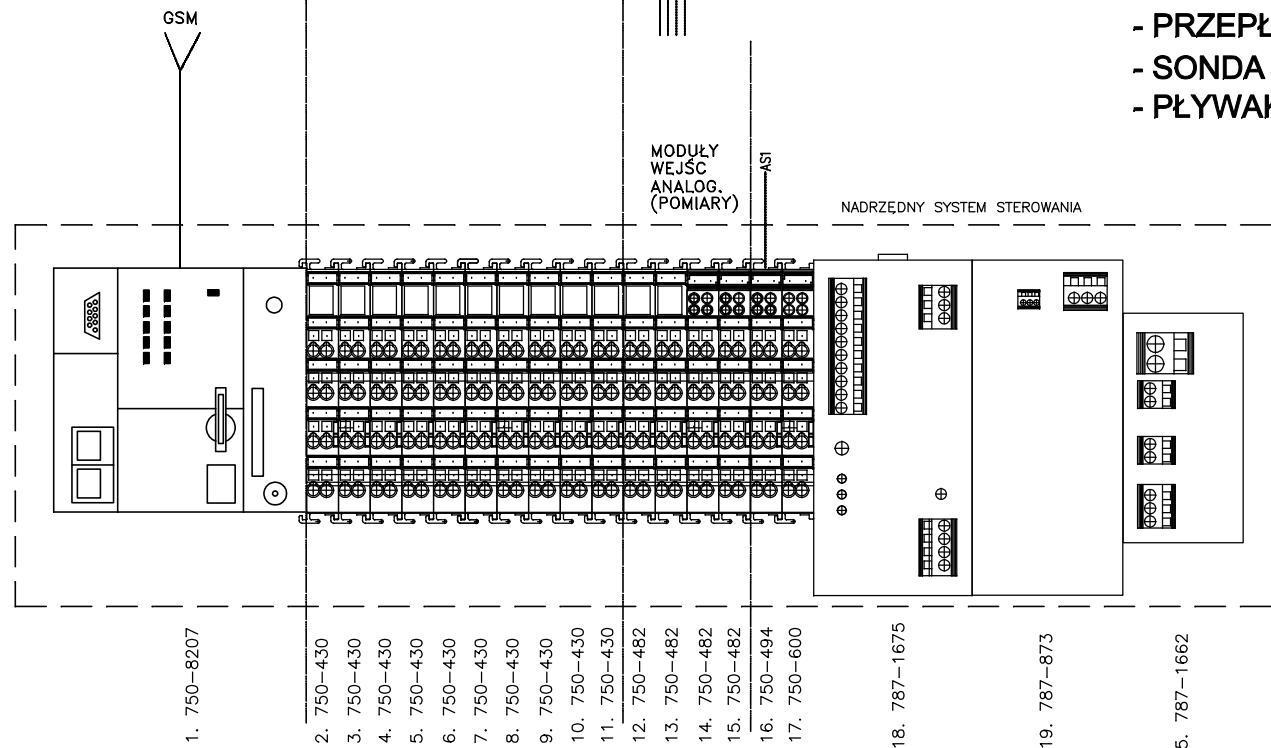 GSM
- PRZEPŁ
- SONDA
- PŁYWAK
MODUŁY
WEJŚĆ
ANALOG.
(POMIARY)
AS1
NADRZĘDNY SYSTEM STEROWANIA
1. 750-8207
2. 750-430
3. 750-430
4. 750-430
5. 750-430
6. 750-430
7. 750-430
8. 750-430
9. 750-430
10. 750-430
11. 750-430
12. 750-482
13. 750-482
14. 750-482
15. 750-482
16. 750-494
17. 750-600
18. 787-1675
19. 787-873
5. 787-1662